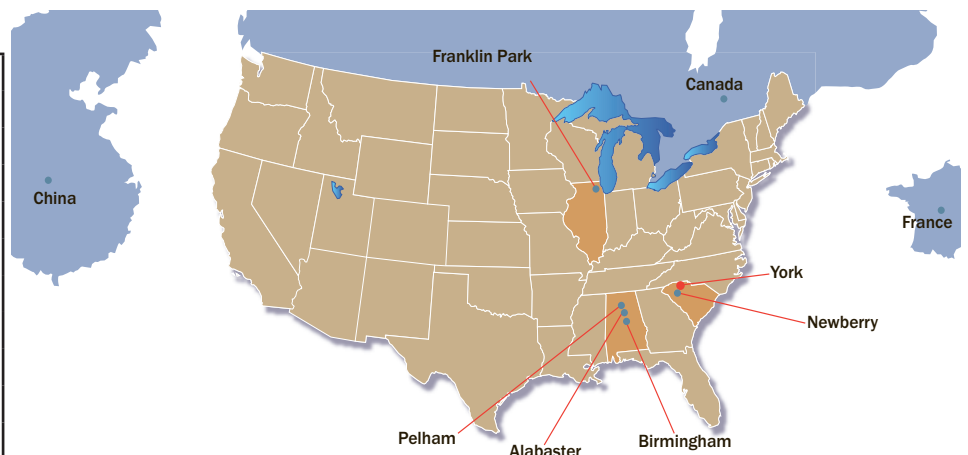 Franklin Park
Canada
China
France
York
Newberry
Pelham
Alabaster
Birmingham